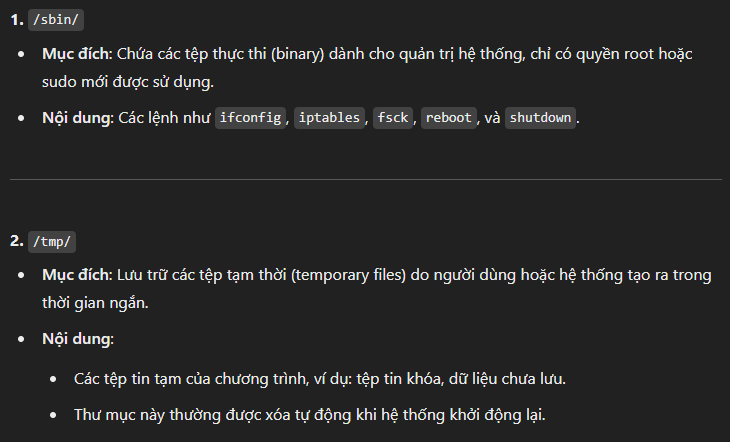 1. /sbin/
• Mục đích: Chứa các tệp thực thi (binary) dành cho quản trị hệ thống, chỉ có quyền root hoặc
sudo mới được sử dụng.
• Nội dung: Các lệnh như ifconfig, iptables, fsck, reboot, và shutdown.
2. /tmp/
• Mục đích: Lưu trữ các tệp tạm thời (temporary files) do người dùng hoặc hệ thống tạo ra trong
thời gian ngắn.
• Nội dung:
• Các tệp tin tạm của chương trình, ví dụ: tệp tin khóa, dữ liệu chưa lưu.
• Thư mục này thường được xóa tự động khi hệ thống khởi động lại.